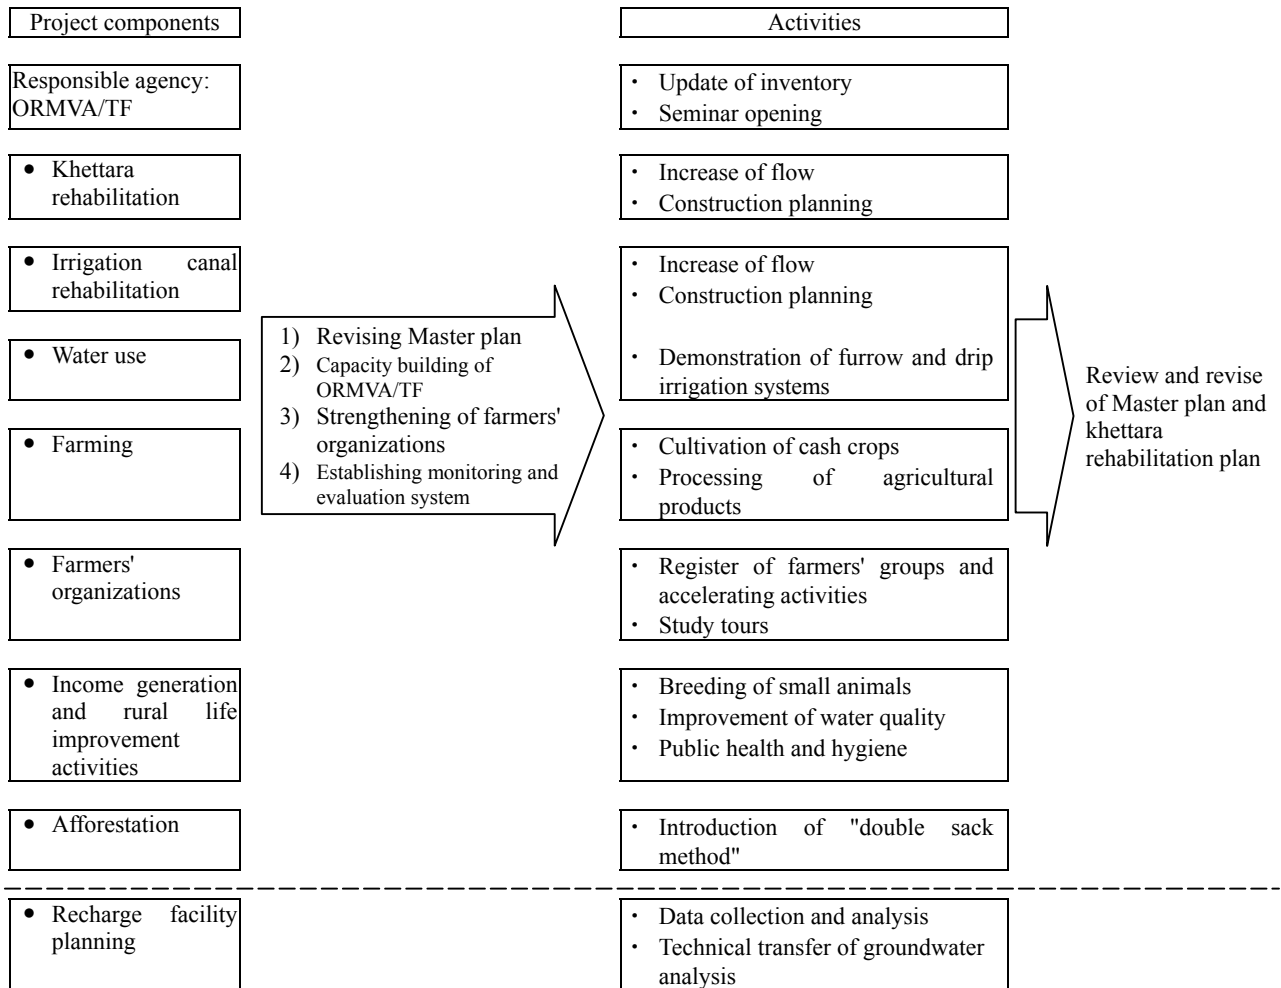 Project components
Activities
Responsible agency:
ORMVA/TF
・ Update of inventory
・ Seminar opening
● Khettara
rehabilitation
・ Increase of flow
・ Construction planning
● Irrigation canal
rehabilitation
・ Increase of flow
・ Construction planning
● Water use
・ Demonstration of furrow and drip
irrigation systems
1) Revising Master plan
2) Capacity building of
ORMVA/TF
3) Strengthening of farmers'
organizations
4) Establishing monitoring and
evaluation system
Review and revise
of Master plan and
khettara
rehabilitation plan
● Farming
・ Cultivation of cash crops
・ Processing of agricultural
products
● Farmers'
organizations
・ Register of farmers' groups and
accelerating activities
・ Study tours
● Income generation
and rural life
improvement
activities
・ Breeding of small animals
・ Improvement of water quality
・ Public health and hygiene
● Afforestation
・ Introduction of "double sack
method"
● Recharge facility
planning
・ Data collection and analysis
・ Technical transfer of groundwater
analysis